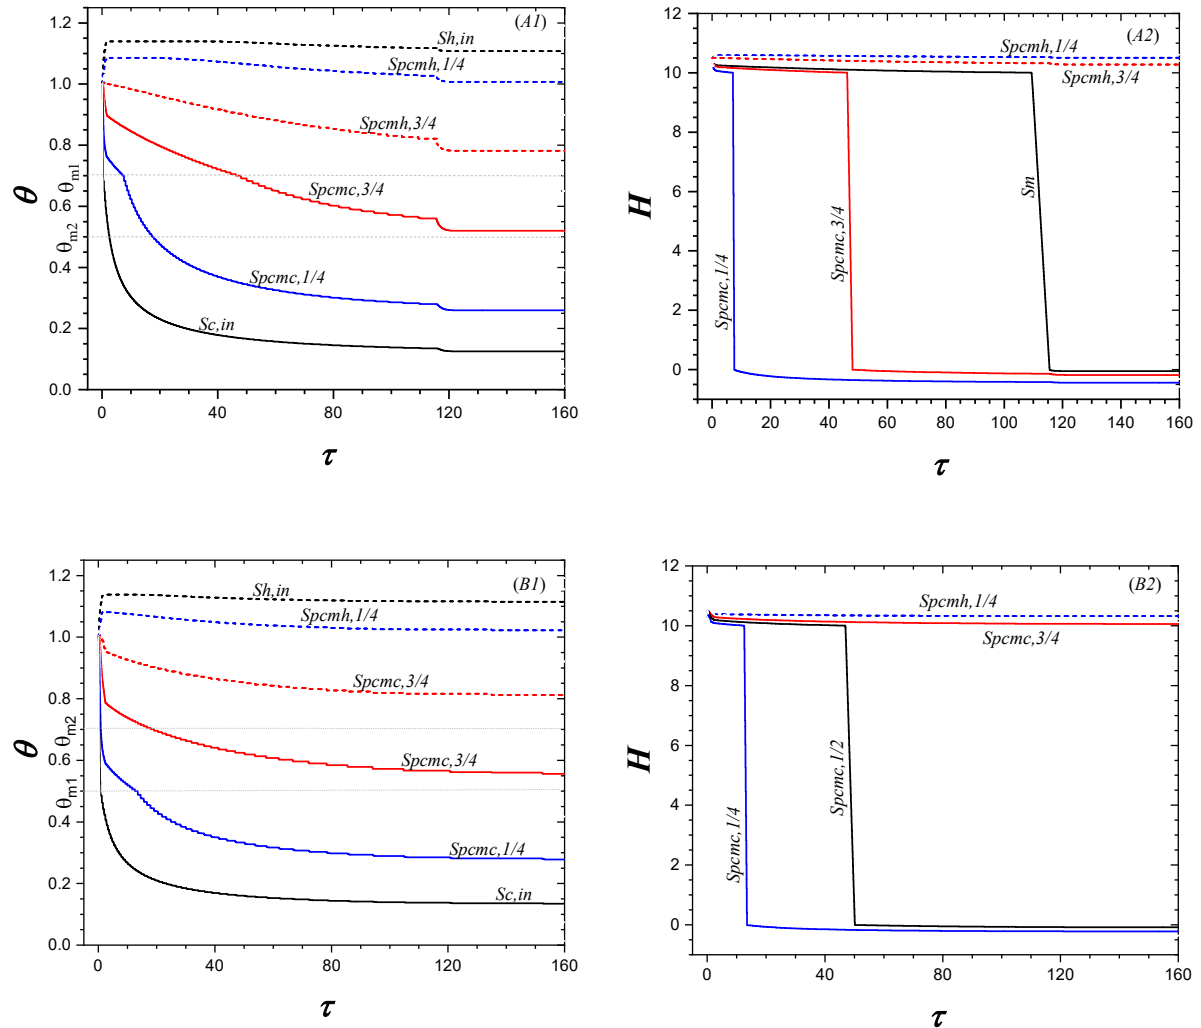 (A1)
1.2
1.0
0.8
0.4
0.2
0.0
θ
θm1
θm2
Sh,in
Spcmh,1/4
Spcmh,3/4
Spcmc,3/4
Spcmc,1/4
Sc,in
0 40 80 120 160
τ
(A2)
12
10
8
6
4
2
0
H
Spcmh,1/4
Spcmh,3/4
Spcmc,1/4
Spcmc,3/4
Sm
0 20 40 60 80 100 120 140 160
τ
(B1)
1.2
1.0
0.8
0.6
0.4
0.2
0.0
θ
θm2
θm1
Sh,in
Spcmh,1/4
Spcmc,3/4
Spcmc,3/4
Spcmc,1/4
Sc,in
0 40 80 120 160
τ
(B2)
12
10
8
6
4
2
0
H
Spcmh,1/4
Spcmc,3/4
Spcmc,1/4
Spcmc,1/2
0 40 80 120 160
τ